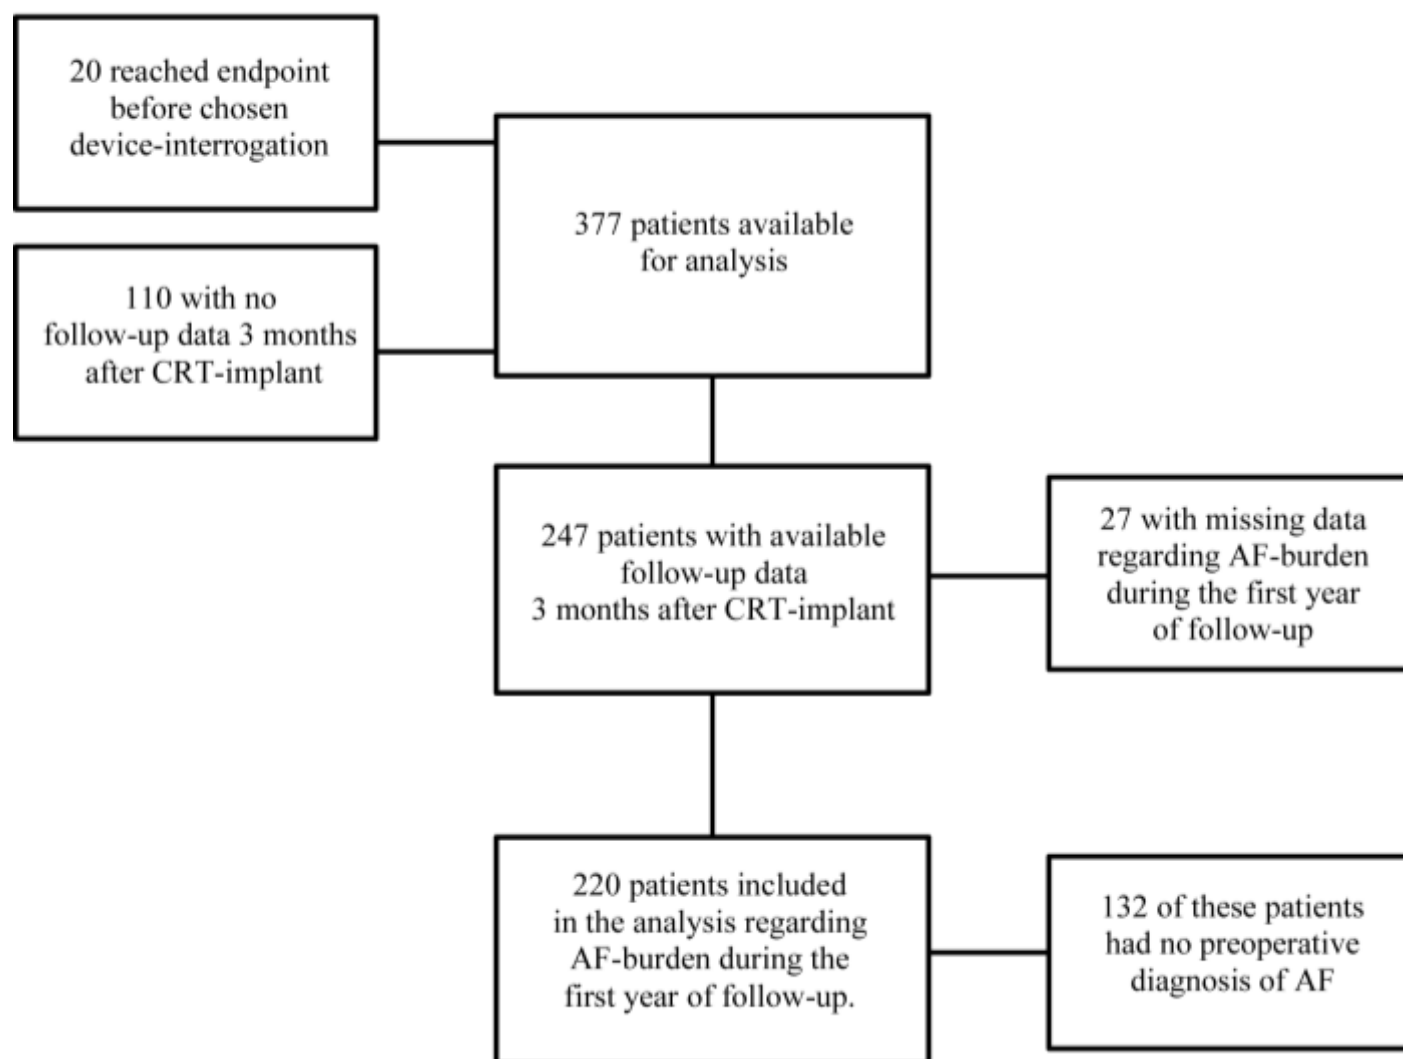 20 reached endpoint
before chosen
device-interrogation
377 patients available
for analysis
110 with no
follow-up data 3 months
after CRT-implant
247 patients with available
follow-up data
3 months after CRT-implant
27 with missing data
regarding AF-burden
during the first year
of follow-up
220 patients included
in the analysis regarding
AF-burden during the
first year of follow-up.
132 of these patients
had no preoperative
diagnosis of AF